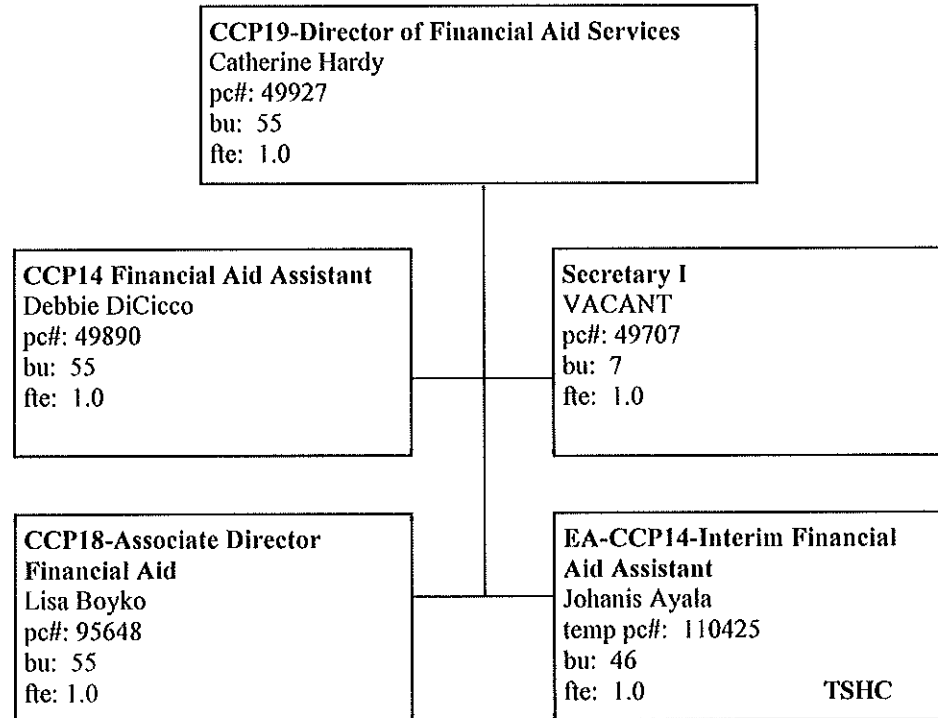 CCP19-Director of Financial Aid Services
Catherine Hardy
pc#: 49927
bu: 55
fte: 1.0
CCP14 Financial Aid Assistant
Debbie DiCicco
pc#: 49890
bu: 55
fte: 1.0
Secretary I
VACANT
pc#: 49707
bu: 7
fte: 1.0
CCP18-Associate Director
Financial Aid
Lisa Boyko
pc#: 95648
bu: 55
fte: 1.0
EA-CCP14-Interim Financial
Aid Assistant
Johanis Ayala
temp pc#: 110425
bu: 46
fte: 1.0 TSHC